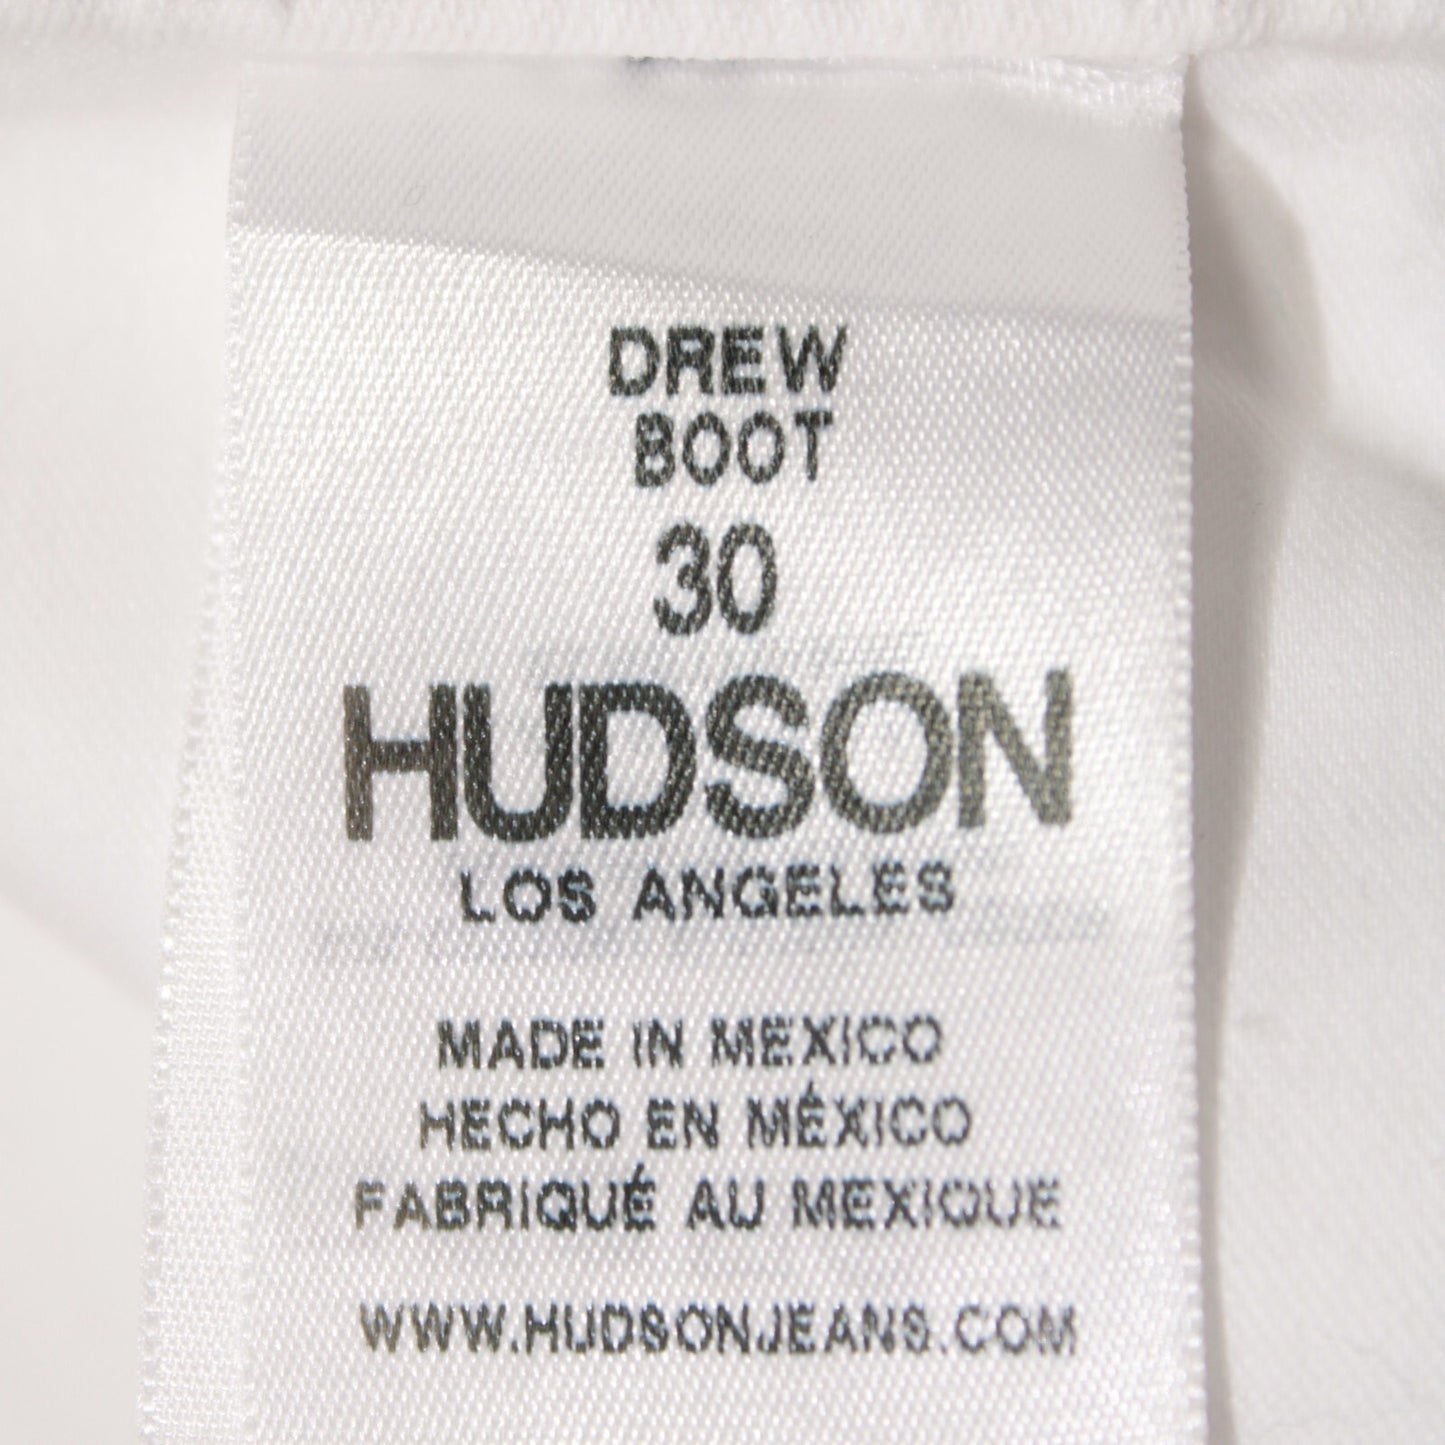 DREW
BOOT
30
HUDSON
LOS ANGELES
MADE IN MEXICO
HECHO EN MÉXICO
FABRIQUÉ AU MEXIQUE
WWW.HUDSONJEANS.COM